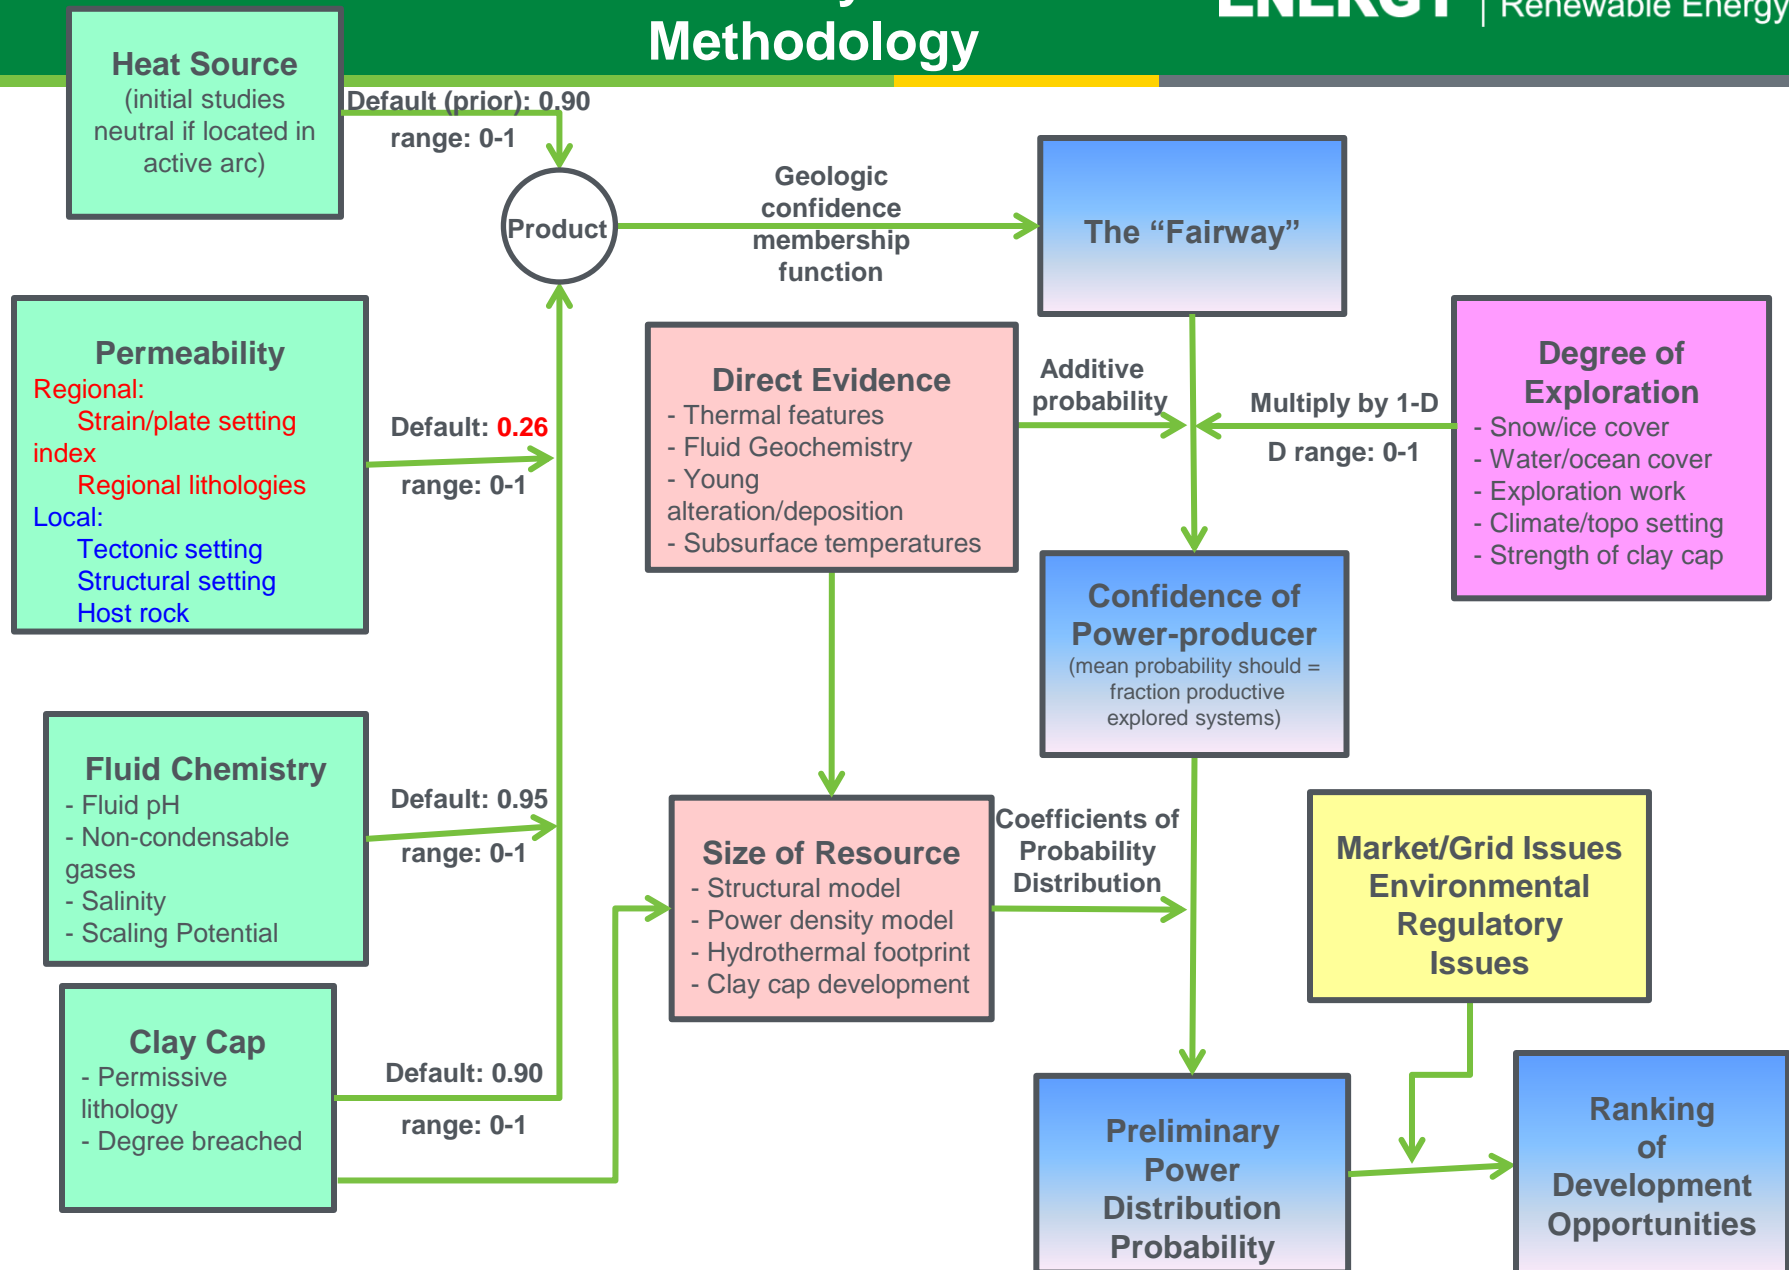 Methodology
ENERGY | Renewable Energy
Heat Source
(initial studies
neutral if located in
active arc)
Default (prior): 0.90
range: 0-1
Product
Geologic
confidence
membership
function
The “Fairway”
Permeability
Regional:
Strain/plate setting
index
Regional lithologies
Local:
Tectonic setting
Structural setting
Host rock
Default: 0.26
range: 0-1
Direct Evidence
- Thermal features
- Fluid Geochemistry
- Young
alteration/deposition
- Subsurface temperatures
Additive
probability
Multiply by 1-D
D range: 0-1
Degree of
Exploration
- Snow/ice cover
- Water/ocean cover
- Exploration work
- Climate/topo setting
- Strength of clay cap
Confidence of
Power-producer
(mean probability should =
fraction productive
explored systems)
Fluid Chemistry
- Fluid pH
- Non-condensable
gases
- Salinity
- Scaling Potential
Default: 0.95
range: 0-1
Size of Resource
- Structural model
- Power density model
- Hydrothermal footprint
- Clay cap development
Coefficients of
Probability
Distribution
Market/Grid Issues
Environmental
Regulatory
Issues
Clay Cap
- Permissive
lithology
- Degree breached
Default: 0.90
range: 0-1
Preliminary
Power
Distribution
Probability
Ranking
of
Development
Opportunities